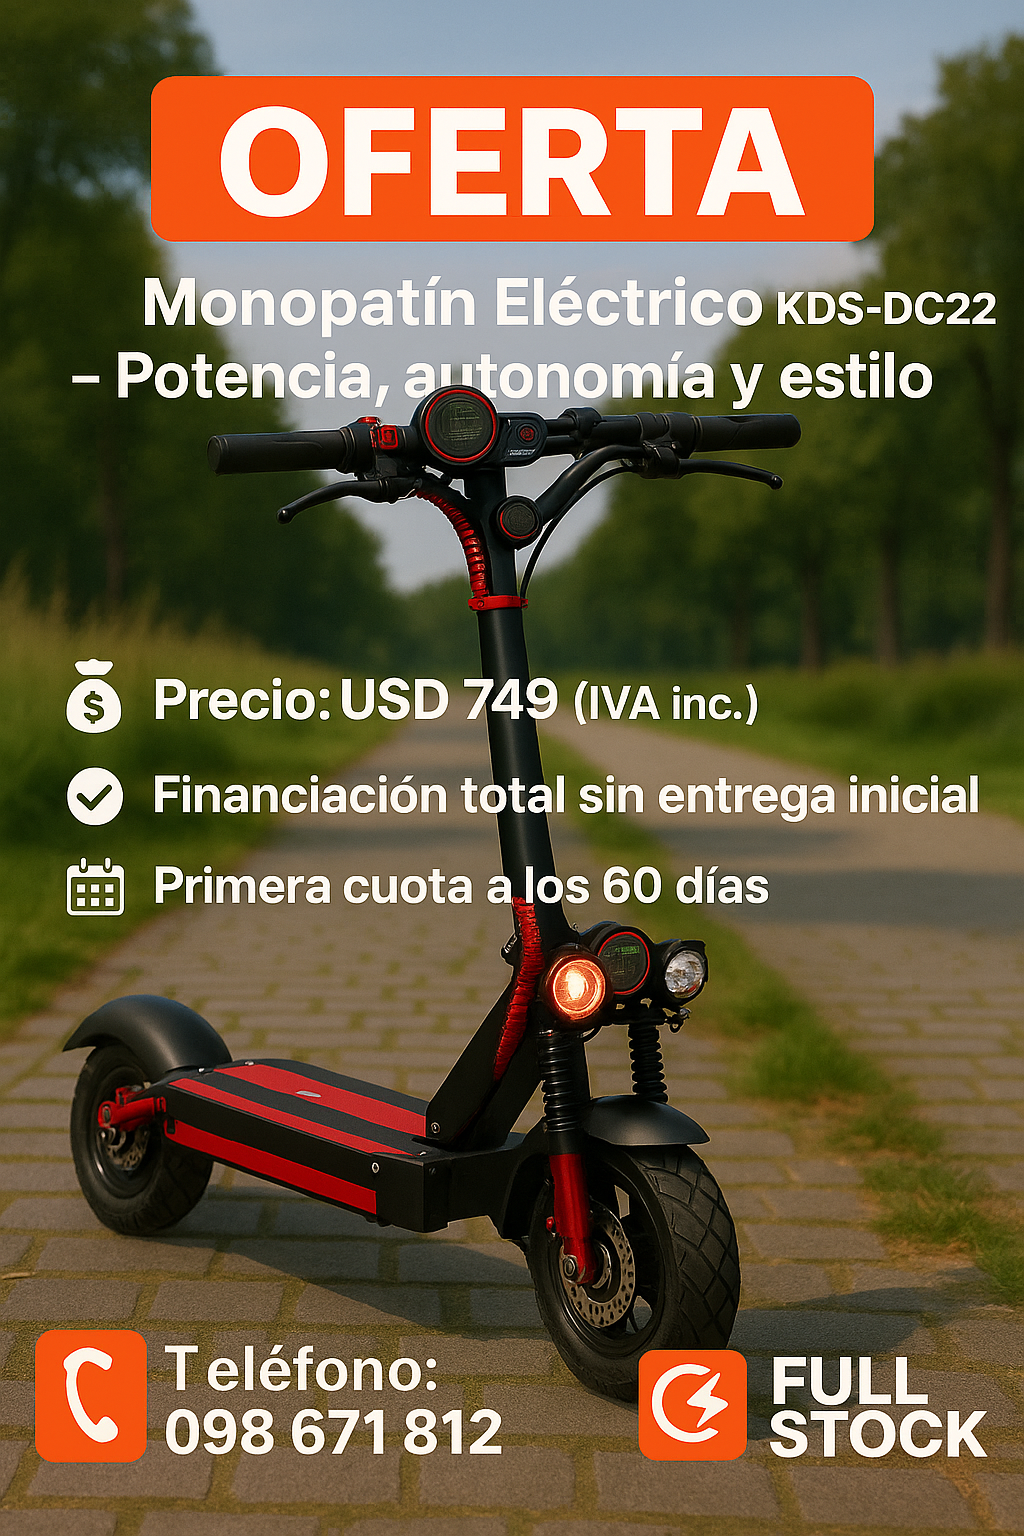 OFERTA
Monopatín Eléctrico KDS-DC22
– Potencia, autonomía y estilo
Precio: USD 749 (IVA inc.)
Financiación total sin entrega inicial
Primera cuota a los 60 días
Teléfono:
098 671 812
FULL
STOCK